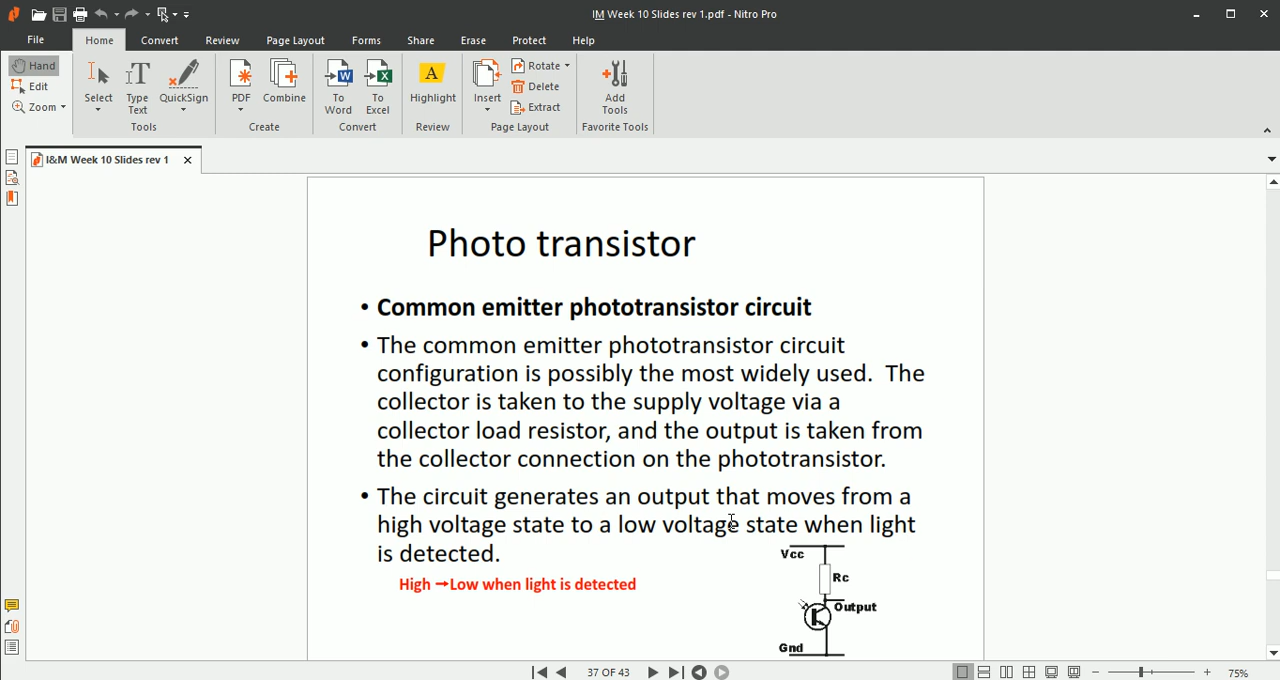 IM Week 10 Slides rev 1.pdf - Nitro Pro
File Home Convert Review Page Layout Forms Share Erase Protect Help
Hand
Edit
Zoom
Select
Type
Text
QuickSign
Tools
PDF
Combine
Create
To
Word
To
Excel
Convert
Highlight
Review
Insert
Rotate
Delete
Extract
Page Layout
Add
Tools
Favorite Tools
I&M Week 10 Slides rev 1
Photo transistor
• Common emitter phototransistor circuit
• The common emitter phototransistor circuit
configuration is possibly the most widely used. The
collector is taken to the supply voltage via a
collector load resistor, and the output is taken from
the collector connection on the phototransistor.
• The circuit generates an output that moves from a
high voltage state to a low voltage state when light
is detected.
High →Low when light is detected
Vcc
Rc
Output
Gnd
37 OF 43
75%